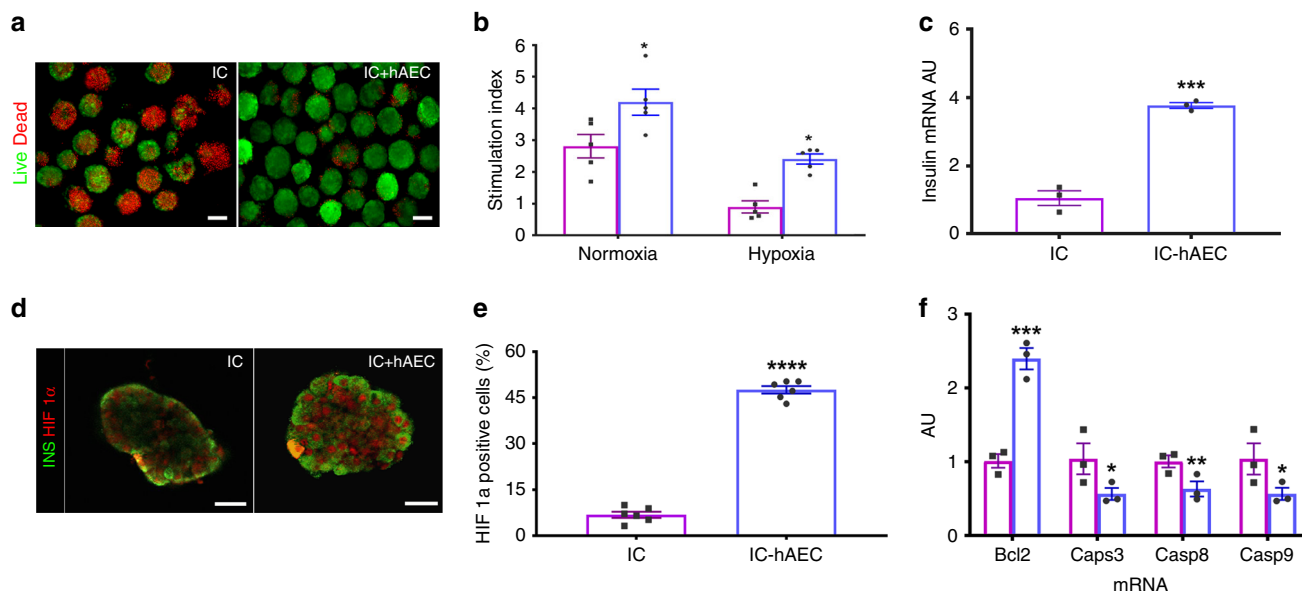 a
Live Dead
IC
IC+hAEC
b
Stimulation index
6
5
4
3
2
1
0
*
*
Normoxia
Hypoxia
c
Insulin mRNA AU
6
4
2
0
***
IC
IC-hAEC
d
INS HIF 1α
IC
IC+hAEC
e
HIF 1a positive cells (%)
60
45
30
15
0
****
IC
IC-hAEC
f
AU
3
2
1
0
***
*
**
*
Bcl2
Caps3
Casp8
Casp9
mRNA